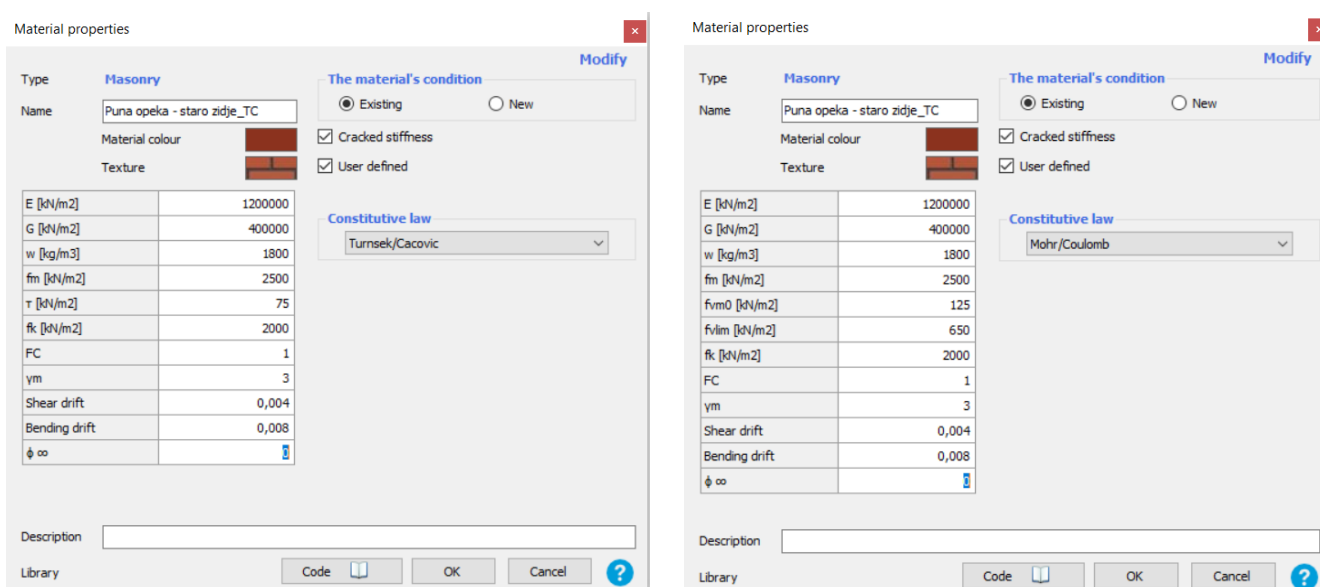 Material properties
Modify
Type Masonry
The material's condition
Name Puna opeka - staro zidje_TC
Existing New
Material colour
Cracked stiffness
Texture
User defined
E [kN/m2] 1200000
G [kN/m2] 400000
w [kg/m3] 1800
fm [kN/m2] 2500
τ [kN/m2] 75
fk [kN/m2] 2000
FC 1
γm 3
Shear drift 0,004
Bending drift 0,008
ϕ ∞ 0
Constitutive law
Turnsek/Cacovic
Description
Library
Code OK Cancel ?
Material properties
Modify
Type Masonry
The material's condition
Name Puna opeka - staro zidje_TC
Existing New
Material colour
Cracked stiffness
Texture
User defined
E [kN/m2] 1200000
G [kN/m2] 400000
w [kg/m3] 1800
fm [kN/m2] 2500
fvm0 [kN/m2] 125
fvlim [kN/m2] 650
fk [kN/m2] 2000
FC 1
γm 3
Shear drift 0,004
Bending drift 0,008
ϕ ∞ 0
Constitutive law
Mohr/Coulomb
Description
Library
Code OK Cancel ?